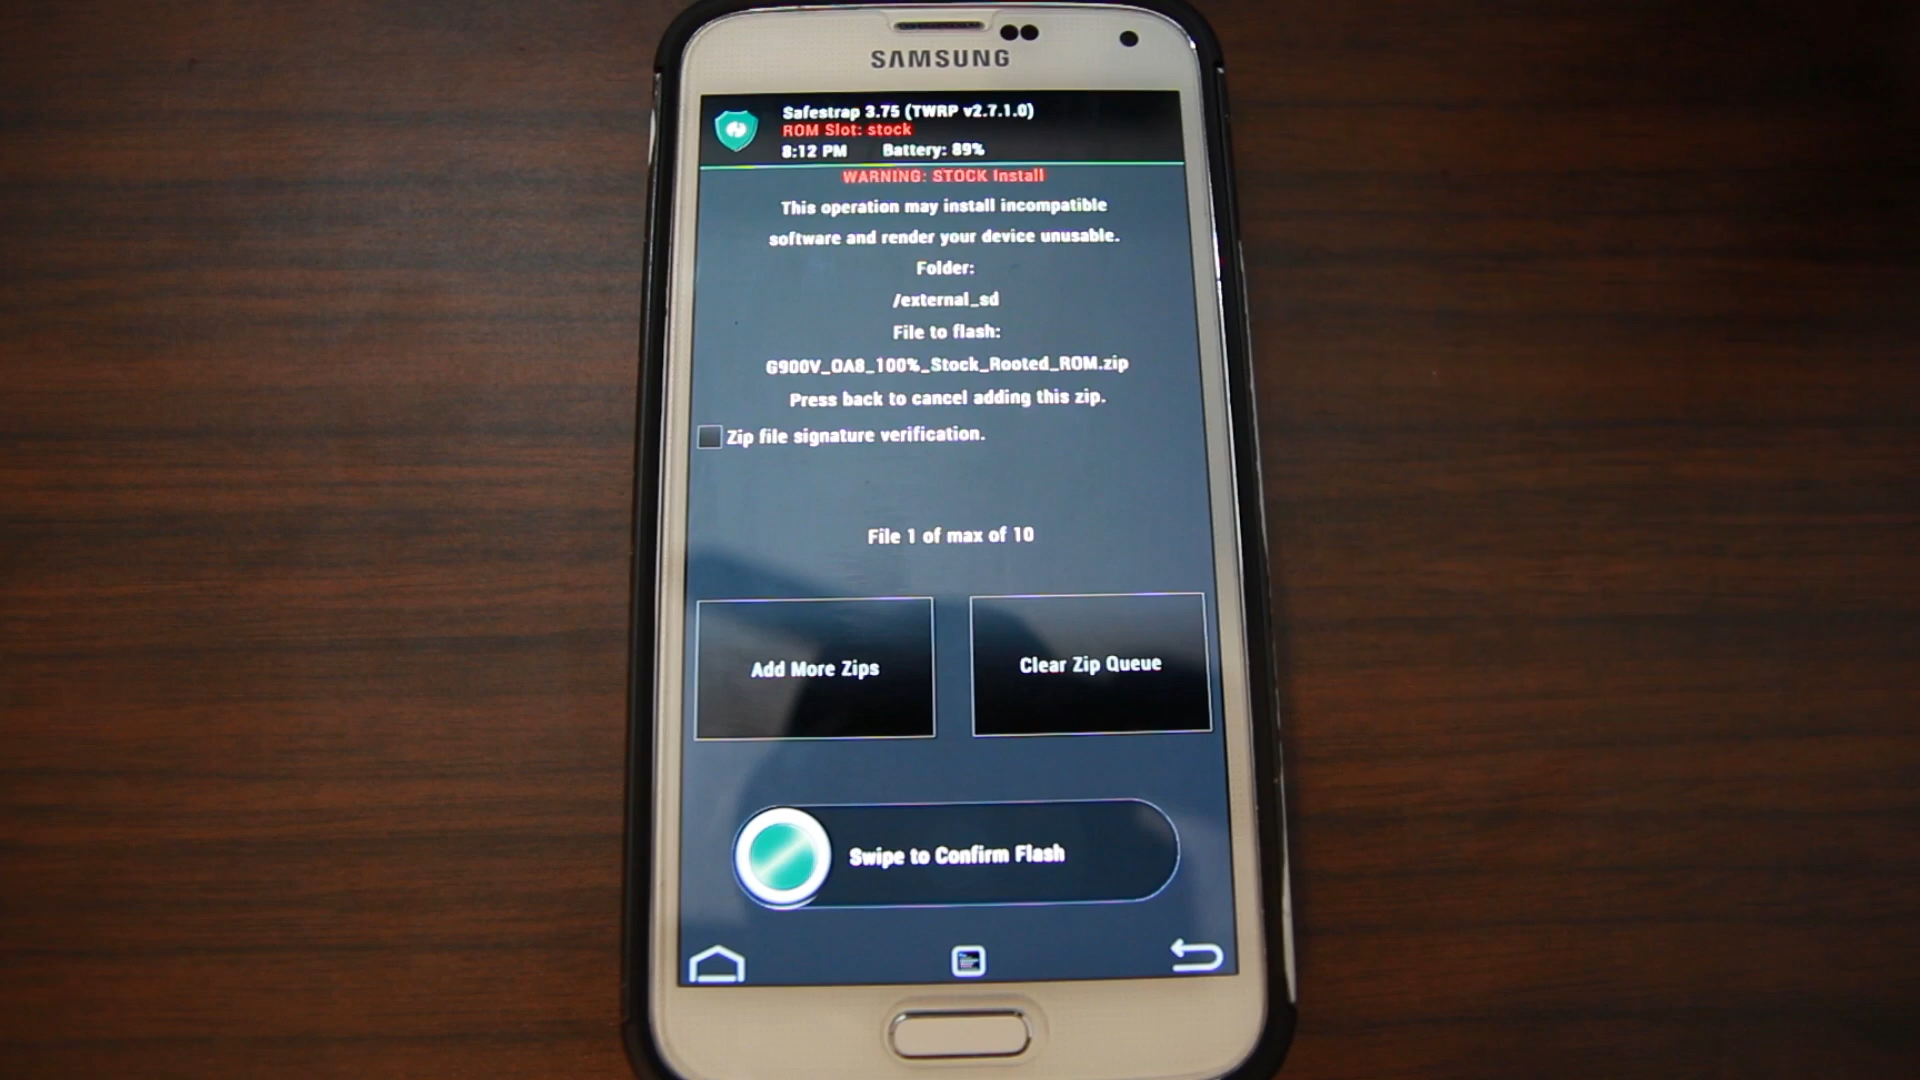 SAMSUNG
Safestrap 3.75 (TWRP v2.7.1.0)
ROM Slot: stock
8:12 PM Battery: 89%
WARNING: STOCK Install
This operation may install incompatible
software and render your device unusable.
Folder:
/external_sd
File to flash:
G900V_OA8_100%_Stock_Rooted_ROM.zip
Press back to cancel adding this zip.
Zip file signature verification.
File 1 of max of 10
Add More Zips
Clear Zip Queue
Swipe to Confirm Flash